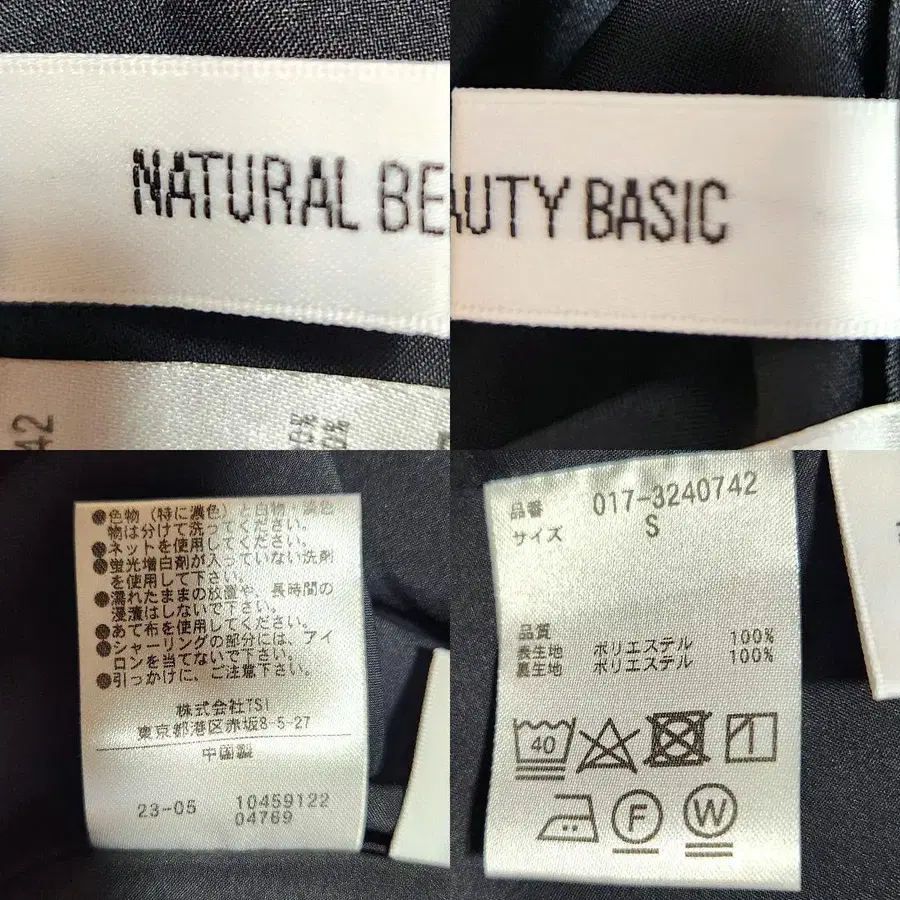 NATURAL BE
AUTY BASIC
42
●色物(特に濃色)と白物・淡色
物は分けて洗ってください。
●ネットを使用してください。
●蛍光増白剤が入っていない洗剤
を使用して下さい。
●濡れたままの放置や、長時間の
浸漬はしないで下さい。
●あて布を使用してください。
●シャーリングの部分には、アイ
ロンを当てないで下さい。
●引っかけに、ご注意下さい。
株式会社TSI
東京都港区赤坂8-5-27
中国製
23-05 10459122
04769
品番 017-3240742
サイズ S
品質
表生地 ポリエステル 100%
裏生地 ポリエステル 100%
40
F W